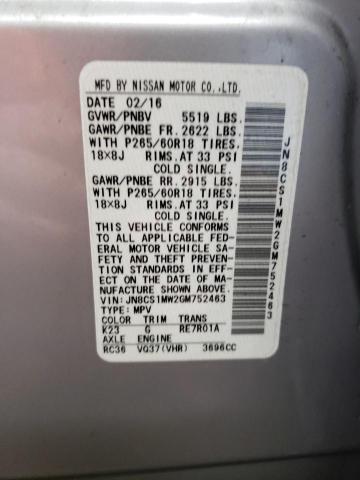 MFD BY NISSAN MOTOR CO.,LTD.
DATE 02/16
GVWR/PNBV 5519 LBS.
GAWR/PNBE FR. 2622 LBS.
WITH P265/60R18 TIRES.
18×8J RIMS. AT 33 PSI
COLD SINGLE.
GAWR/PNBE RR. 2915 LBS.
WITH P265/60R18 TIRES.
18×8J RIMS. AT 33 PSI
COLD SINGLE.
THIS VEHICLE CONFORMS
TO ALL APPLICABLE FED-
ERAL MOTOR VEHICLE SA-
FETY AND THEFT PREVEN-
TION STANDARDS IN EFF-
ECT ON THE DATE OF MA-
NUFACTURE SHOWN ABOVE.
VIN: JN8CS1MW2GM752463
TYPE: MPV
COLOR TRIM TRANS
K23 G RE7R01A
AXLE ENGINE
RC36 VQ37(VHR) 3696CC
JN8CS1MW2GM752463